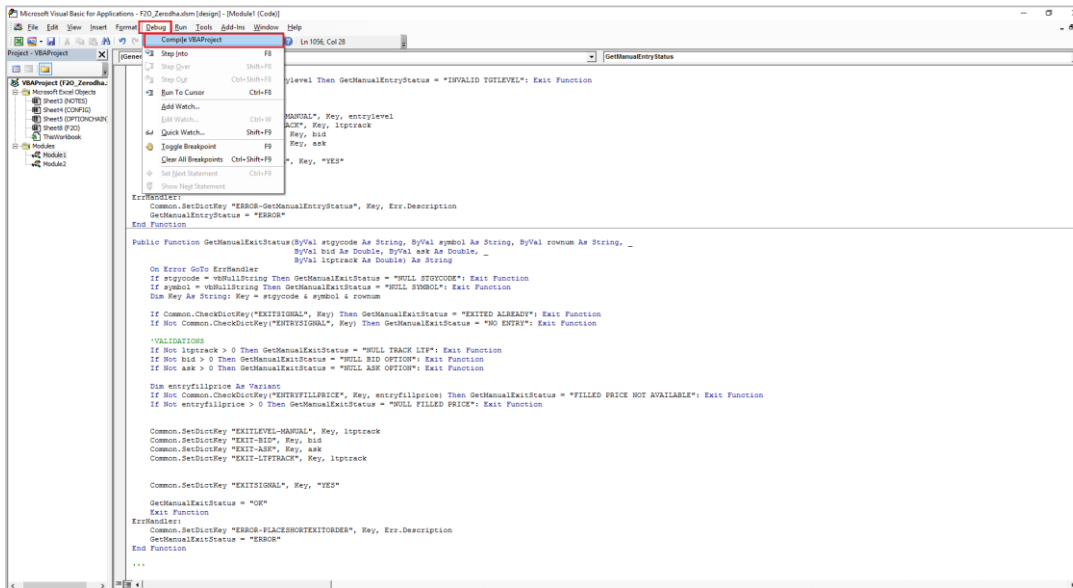 Microsoft Visual Basic for Applications - F2O_Zerodha.xlsm [design] - [Module1 (Code)]
File Edit View Insert Format Debug Run Tools Add-Ins Window Help
Ln 1056, Col 28
Project - VBAProject
VBAProject (F2O_Zerodha.
Microsoft Excel Objects
Sheet3 (NOTES)
Sheet4 (CONFIG)
Sheet5 (OPTIONCHAIN)
Sheet8 (F2O)
ThisWorkbook
Modules
Module1
Module2
Compile VBAProject
Step Into F8
Step Over Shift+F8
Step Out Ctrl+Shift+F8
Run To Cursor Ctrl+F8
Add Watch...
Edit Watch... Ctrl+W
Quick Watch... Shift+F9
Toggle Breakpoint F9
Clear All Breakpoints Ctrl+Shift+F9
Set Next Statement Ctrl+F9
Show Next Statement
(Gener
GetManualEntryStatus
ylevel Then GetManualEntryStatus = "INVALID TGTLEVEL": Exit Function
MANUAL", Key, entrylevel
ACK", Key, ltptrack
Key, bid
Key, ask
", Key, "YES"
ErrHandler:
Common.SetDictKey "ERROR-GetManualEntryStatus", Key, Err.Description
GetManualEntryStatus = "ERROR"
End Function
Public Function GetManualExitStatus(ByVal stgycode As String, ByVal symbol As String, ByVal rownum As String, _
ByVal bid As Double, ByVal ask As Double, _
ByVal ltptrack As Double) As String
On Error GoTo ErrHandler
If stgycode = vbNullString Then GetManualExitStatus = "NULL STGYCODE": Exit Function
If symbol = vbNullString Then GetManualExitStatus = "NULL SYMBOL": Exit Function
Dim Key As String: Key = stgycode & symbol & rownum
If Common.CheckDictKey("EXITSIGNAL", Key) Then GetManualExitStatus = "EXITED ALREADY": Exit Function
If Not Common.CheckDictKey("ENTRYSIGNAL", Key) Then GetManualExitStatus = "NO ENTRY": Exit Function
'VALIDATIONS
If Not ltptrack > 0 Then GetManualExitStatus = "NULL TRACK LTP": Exit Function
If Not bid > 0 Then GetManualExitStatus = "NULL BID OPTION": Exit Function
If Not ask > 0 Then GetManualExitStatus = "NULL ASK OPTION": Exit Function
Dim entryfillprice As Variant
If Not Common.CheckDictKey("ENTRYFILLPRICE", Key, entryfillprice) Then GetManualExitStatus = "FILLED PRICE NOT AVAILABLE": Exit Function
If Not entryfillprice > 0 Then GetManualExitStatus = "NULL FILLED PRICE": Exit Function
Common.SetDictKey "EXITLEVEL-MANUAL", Key, ltptrack
Common.SetDictKey "EXIT-BID", Key, bid
Common.SetDictKey "EXIT-ASK", Key, ask
Common.SetDictKey "EXIT-LTPTRACK", Key, ltptrack
Common.SetDictKey "EXITSIGNAL", Key, "YES"
GetManualExitStatus = "OK"
Exit Function
ErrHandler:
Common.SetDictKey "ERROR-PLACESHORTEXITORDER", Key, Err.Description
GetManualExitStatus = "ERROR"
End Function
'''